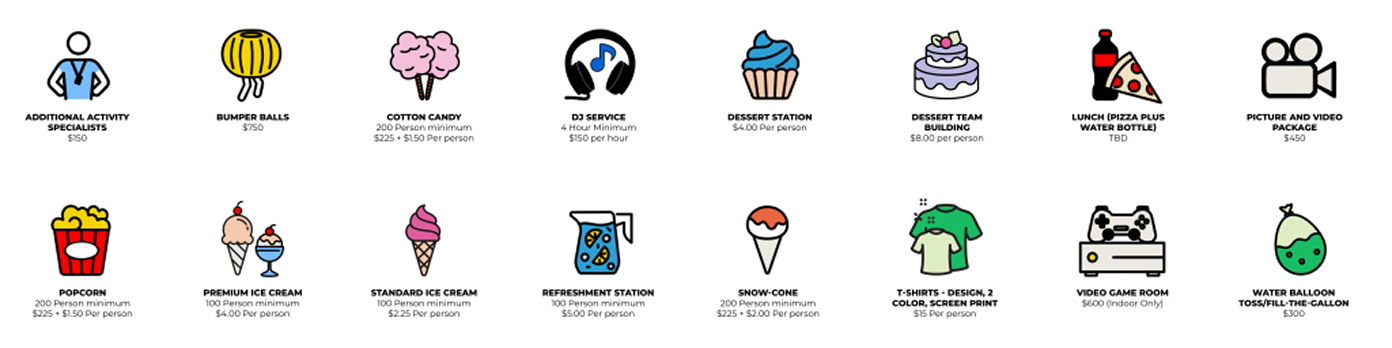 ADDITIONAL ACTIVITY
SPECIALISTS
$150
BUMPER BALLS
$750
COTTON CANDY
200 Person minimum
$225 + $1.50 Per person
DJ SERVICE
4 Hour Minimum
$150 per hour
DESSERT STATION
$4.00 Per person
DESSERT TEAM
BUILDING
$8.00 per person
LUNCH (PIZZA PLUS
WATER BOTTLE)
TBD
PICTURE AND VIDEO
PACKAGE
$450
POPCORN
200 Person minimum
$225 + $1.50 Per person
PREMIUM ICE CREAM
100 Person minimum
$4.00 Per person
STANDARD ICE CREAM
100 Person minimum
$2.25 Per person
REFRESHMENT STATION
100 Person minimum
$5.00 Per person
SNOW-CONE
200 Person minimum
$225 + $2.00 Per person
T-SHIRTS - DESIGN, 2
COLOR, SCREEN PRINT
$15 Per person
VIDEO GAME ROOM
$600 (Indoor Only)
WATER BALLOON
TOSS/FILL-THE-GALLON
$300